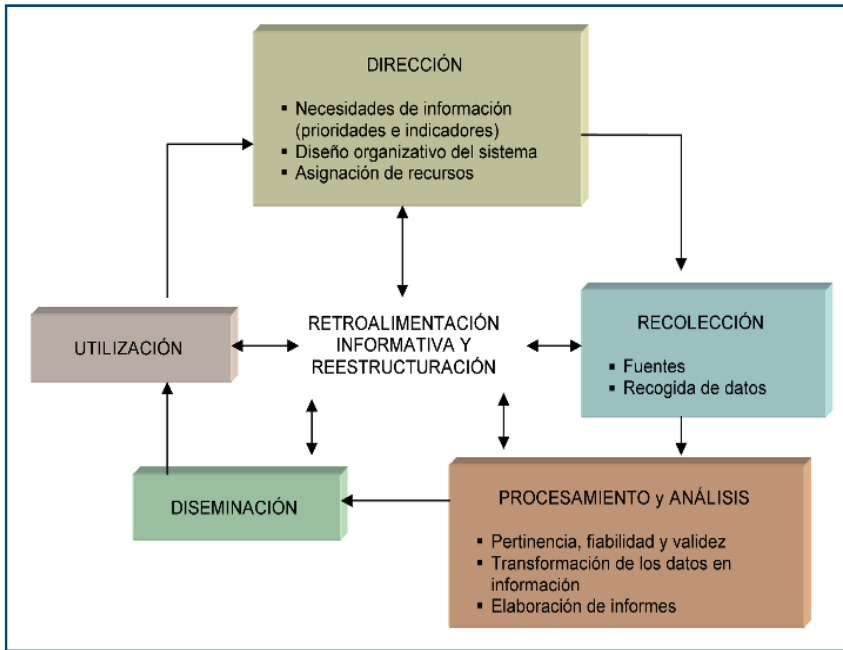 DIRECCIÓN
▪ Necesidades de información
(prioridades e indicadores)
▪ Diseño organizativo del sistema
▪ Asignación de recursos
UTILIZACIÓN
RETROALIMENTACIÓN
INFORMATIVA Y
REESTRUCTURACIÓN
RECOLECCIÓN
▪ Fuentes
▪ Recogida de datos
DISEMINACIÓN
PROCESAMIENTO y ANÁLISIS
▪ Pertinencia, fiabilidad y validez
▪ Transformación de los datos en
información
▪ Elaboración de informes